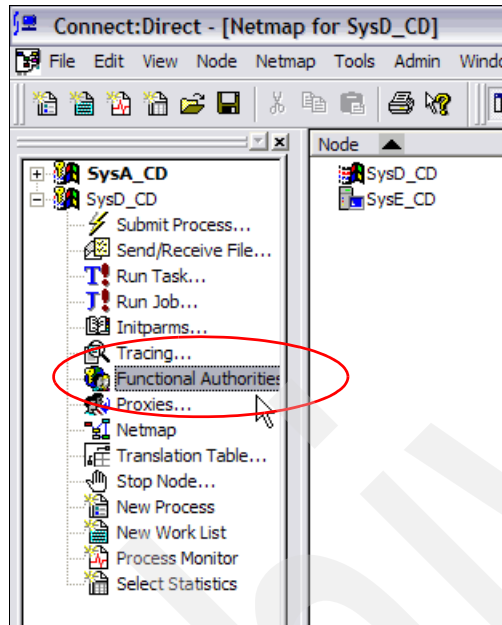 Connect:Direct - [Netmap for SysD_CD]
File Edit View Node Netmap Tools Admin
Node
SysA_CD
SysD_CD
Submit Process...
Send/Receive File...
Run Task...
Run Job...
Initparms...
Tracing...
Functional Authorities
Proxies...
Netmap
Translation Table...
Stop Node...
New Process
New Work List
Process Monitor
Select Statistics
SysD_CD
SysE_CD